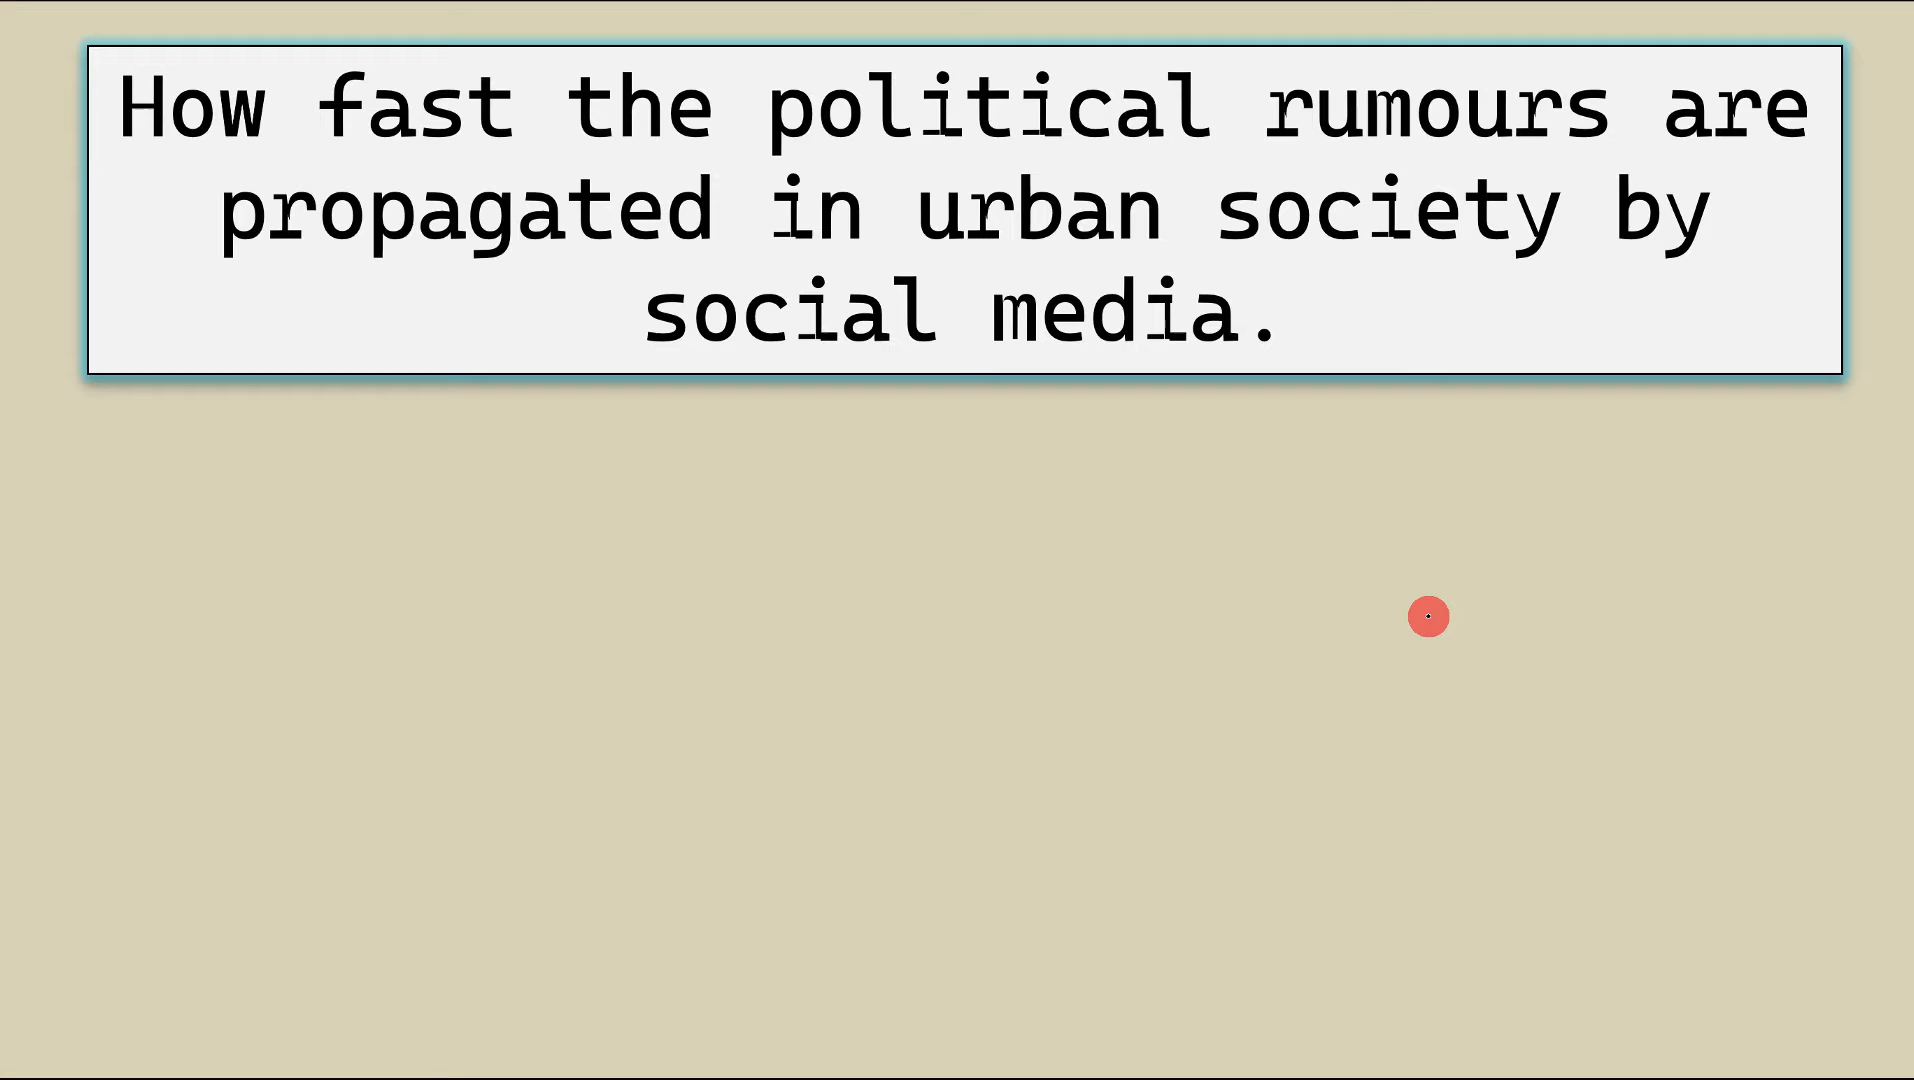 How fast the political rumours are
propagated in urban society by
social media.